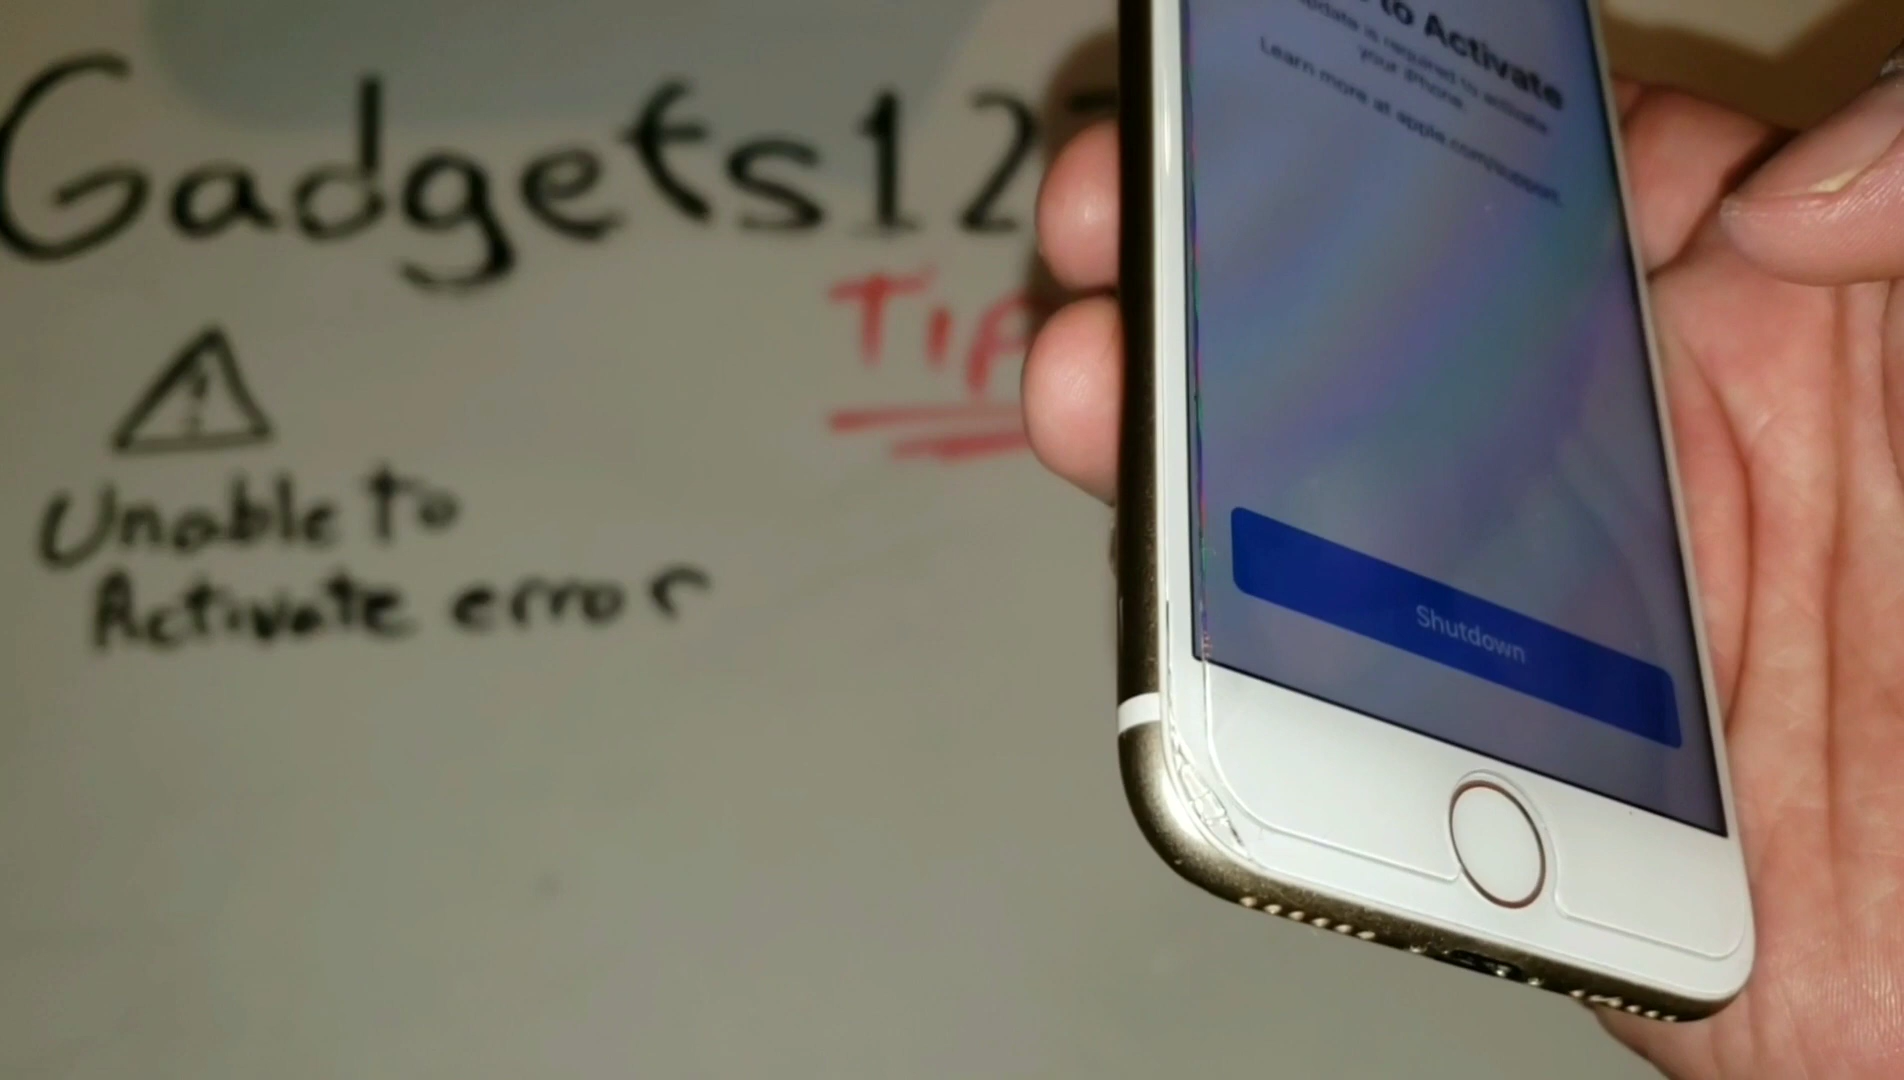 Gadgets12
TIP
Unable to
Activate error
to Activate
update is required to activate
your iPhone.
Learn more at apple.com/support
Shutdown